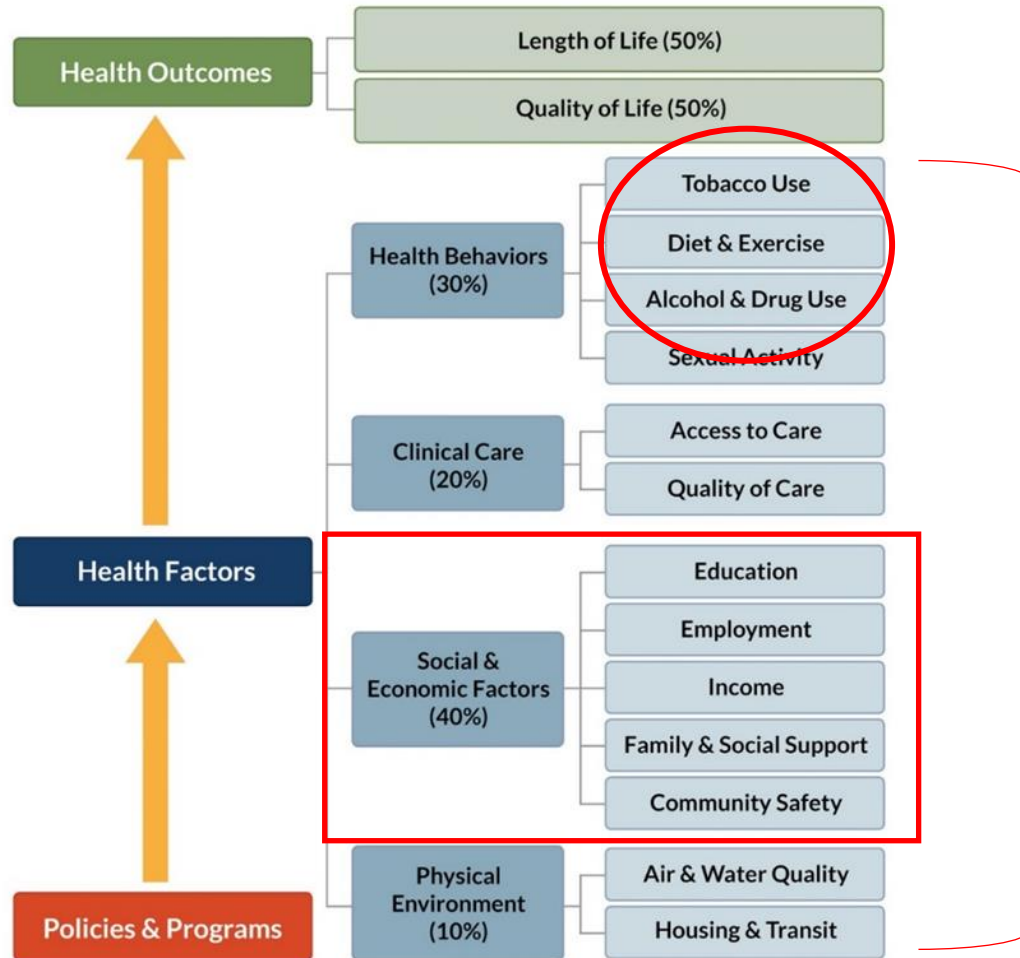 Health Outcomes
Length of Life (50%)
Quality of Life (50%)
Health Behaviors
(30%)
Tobacco Use
Diet & Exercise
Alcohol & Drug Use
Sexual Activity
Clinical Care
(20%)
Access to Care
Quality of Care
Health Factors
Social &
Economic Factors
(40%)
Education
Employment
Income
Family & Social Support
Community Safety
Physical
Environment
(10%)
Air & Water Quality
Housing & Transit
Policies & Programs